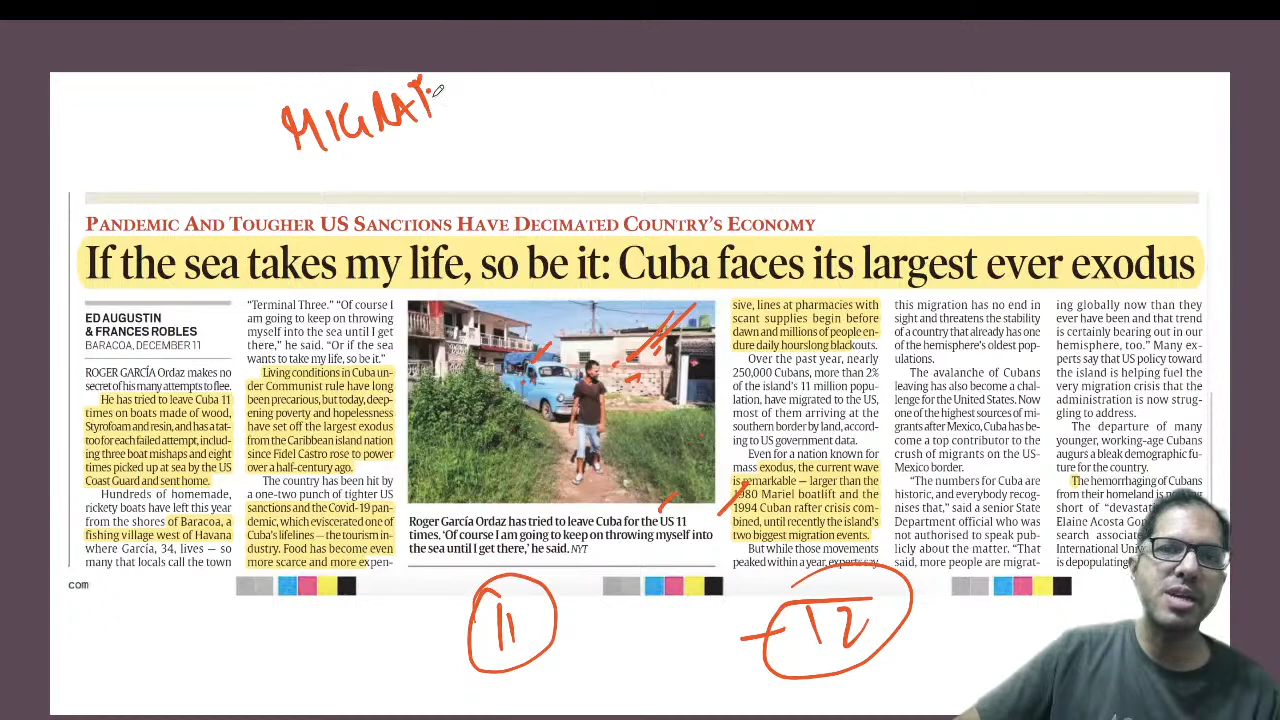 MIGRAT
PANDEMIC AND TOUGHER US SANCTIONS HAVE DECIMATED COUNTRY'S ECONOMY
If the sea takes my life, so be it: Cuba faces its largest ever exodus
ED AUGUSTIN
& FRANCES ROBLES
BARACOA, DECEMBER 11
ROGER GARCÍA Ordaz makes no
secret of his many attempts to flee.
He has tried to leave Cuba 11
times on boats made of wood,
Styrofoam and resin, and has a tat-
too for each failed attempt, includ-
ing three boat mishaps and eight
times picked up at sea by the US
Coast Guard and sent home.
Hundreds of homemade,
rickety boats have left this year
from the shores of Baracoa, a
fishing village west of Havana
where García, 34, lives — so
many that locals call the town
"Terminal Three." "Of course I
am going to keep on throwing
myself into the sea until I get
there," he said. "Or if the sea
wants to take my life, so be it."
Living conditions in Cuba un-
der Communist rule have long
been precarious, but today, deep-
ening poverty and hopelessness
have set off the largest exodus
from the Caribbean island nation
since Fidel Castro rose to power
over a half-century ago.
The country has been hit by
a one-two punch of tighter US
sanctions and the Covid-19 pan-
demic, which eviscerated one of
Cuba's lifelines — the tourism in-
dustry. Food has become even
more scarce and more expen-
Roger García Ordaz has tried to leave Cuba for the US 11
times. 'Of course I am going to keep on throwing myself into
the sea until I get there,' he said. NYT
sive, lines at pharmacies with
scant supplies begin before
dawn and millions of people en-
dure daily hourslong blackouts.
Over the past year, nearly
250,000 Cubans, more than 2%
of the island's 11 million popu-
lation, have migrated to the US,
most of them arriving at the
southern border by land, accord-
ing to US government data.
Even for a nation known for
mass exodus, the current wave
is remarkable — larger than the
1980 Mariel boatlift and the
1994 Cuban rafter crisis com-
bined, until recently the island's
two biggest migration events.
But while those movements
peaked within a year, experts say
this migration has no end in
sight and threatens the stability
of a country that already has one
of the hemisphere's oldest pop-
ulations.
The avalanche of Cubans
leaving has also become a chal-
lenge for the United States. Now
one of the highest sources of mi-
grants after Mexico, Cuba has be-
come a top contributor to the
crush of migrants on the US-
Mexico border.
"The numbers for Cuba are
historic, and everybody recog-
nises that," said a senior State
Department official who was
not authorised to speak pub-
licly about the matter. "That
said, more people are migrat-
ing globally now than they
ever have been and that trend
is certainly bearing out in our
hemisphere, too." Many ex-
perts say that US policy toward
the island is helping fuel the
very migration crisis that the
administration is now strug-
gling to address.
The departure of many
younger, working-age Cubans
augurs a bleak demographic fu-
ture for the country.
The hemorrhaging of Cubans
from their homeland is
short of "devastat
Elaine Acosta Gon
search associat
International Univ
is depopulating
com
11
12